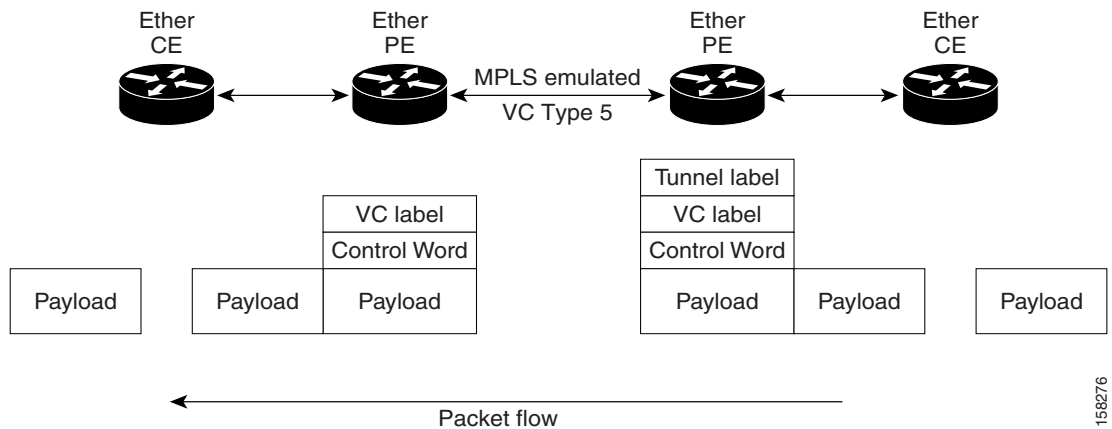 Ether
CE
Ether
PE
Ether
PE
Ether
CE
MPLS emulated
VC Type 5
Tunnel label
VC label
VC label
Control Word
Control Word
Payload
Payload
Payload
Payload
Payload
Payload
Packet flow
158276